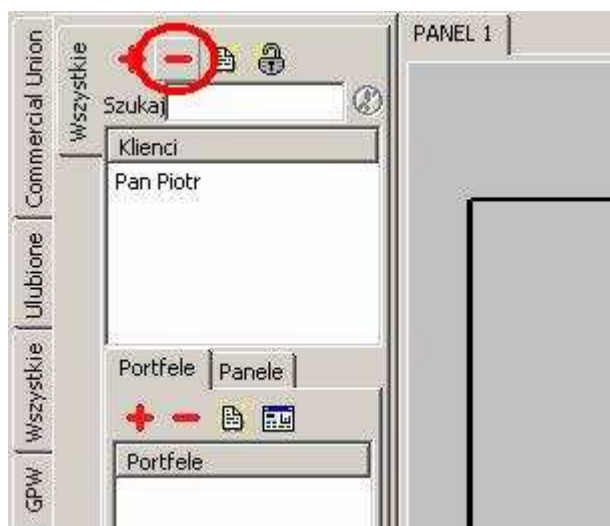 Commercial Union
Ulubione
Wszystkie
GPW
Wszystkie
Szukaj
Klienci
Pan Piotr
Portfele
Panele
Portfele
PANEL 1